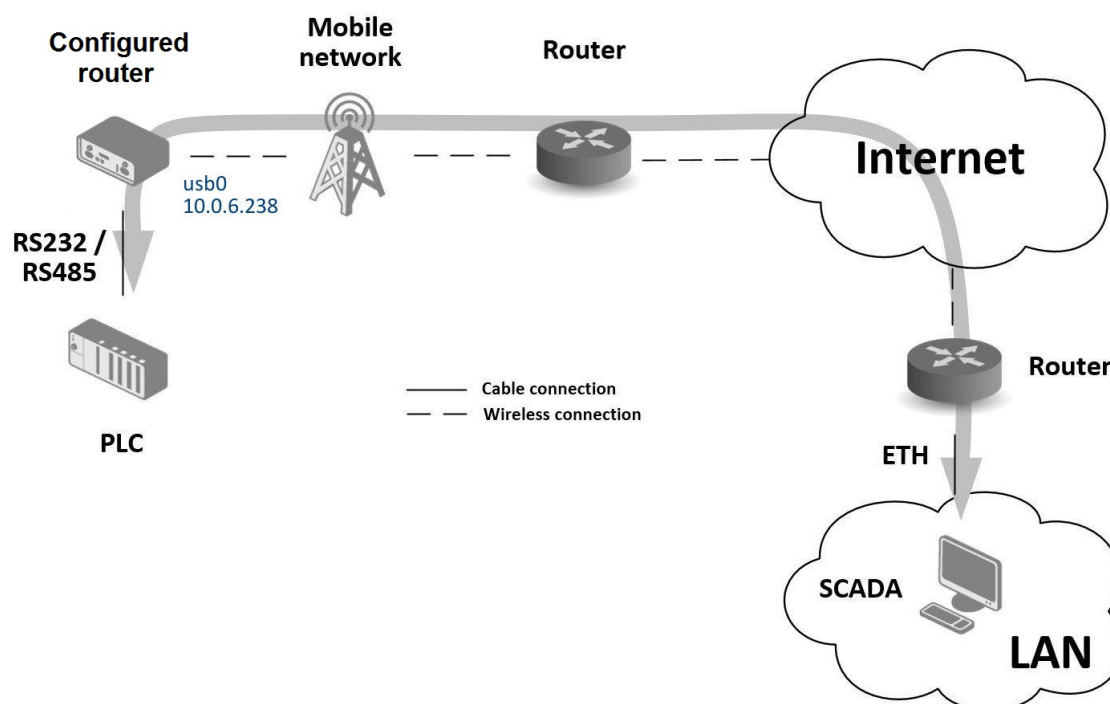 Configured
router
Mobile
network
Router
Internet
usb0
10.0.6.238
RS232 /
RS485
Router
Cable connection
Wireless connection
PLC
ETH
SCADA
LAN